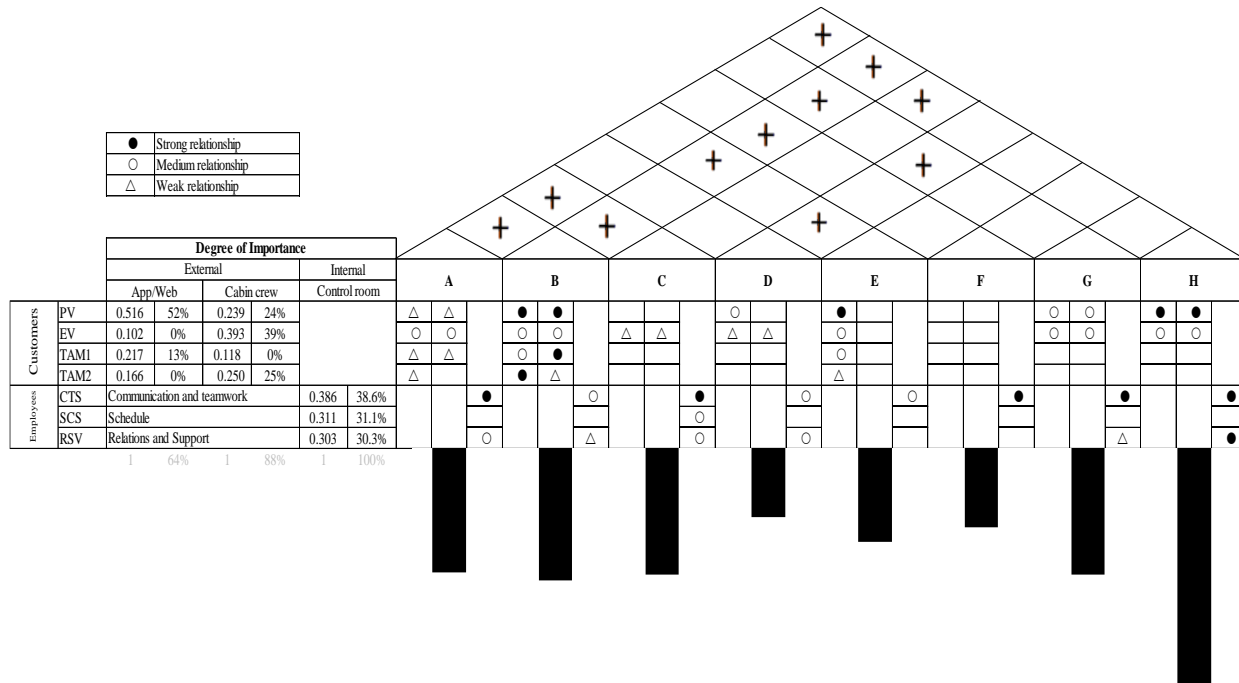 ● Strong relationship
○ Medium relationship
△ Weak relationship
Degree of Importance
External Internal
App/Web Cabin crew Control room
A B C D E F G H
Customers
PV 0.516 52% 0.239 24% △ △ ● ● ○ ● ○ ○ ● ●
EV 0.102 0% 0.393 39% ○ ○ ○ ○ △ △ △ △ ○ ○ ○ ○ ○
TAM1 0.217 13% 0.118 0% △ △ ○ ● ○
TAM2 0.166 0% 0.250 25% △ ● △ △
Employees
CTS Communication and teamwork 0.386 38.6% ● ○ ● ○ ○ ● ● ●
SCS Schedule 0.311 31.1% ○
RSV Relations and Support 0.303 30.3% ○ △ ○ ○ △ ●
1 64% 1 88% 1 100%